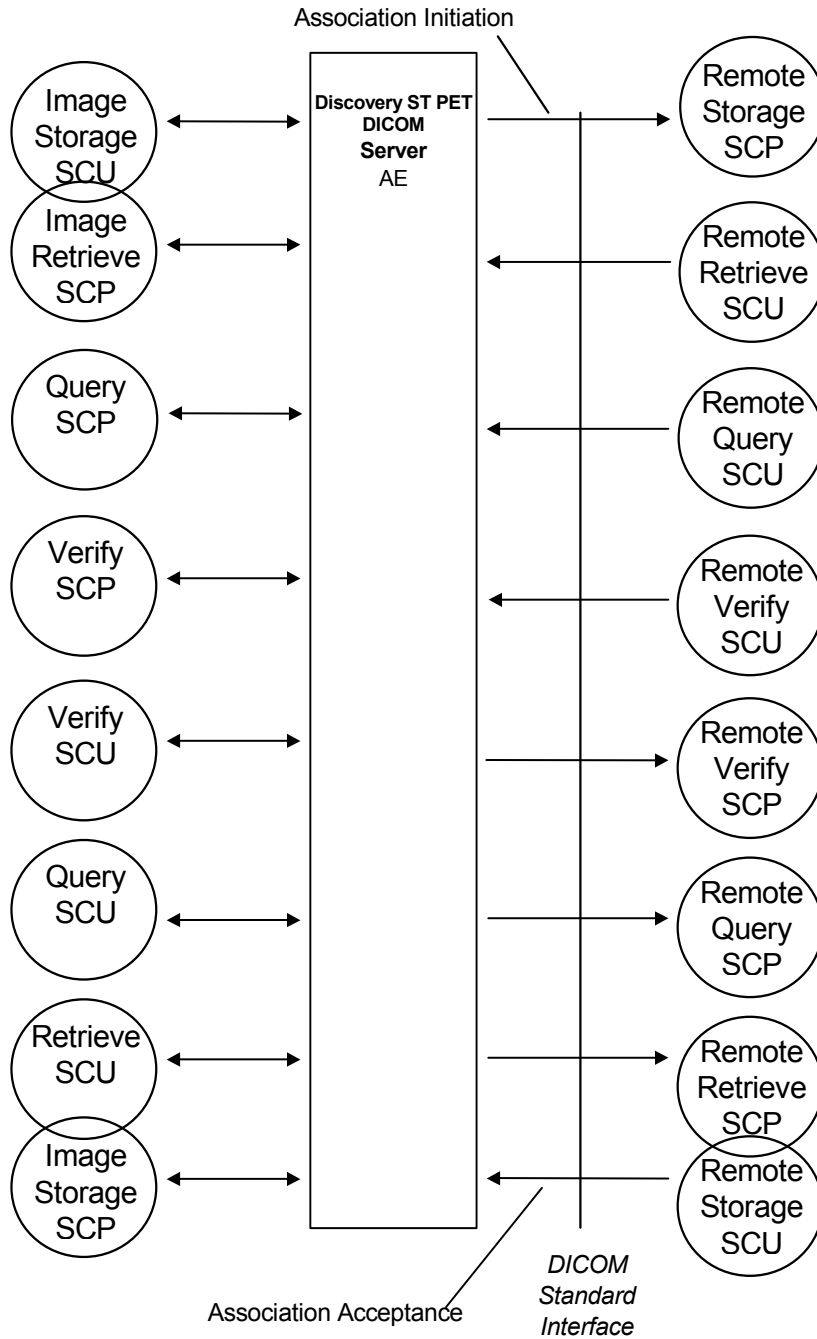 Association Initiation
Image
Storage
SCU
Discovery ST PET
DICOM
Server
AE
Remote
Storage
SCP
Image
Retrieve
SCP
Remote
Retrieve
SCU
Query
SCP
Remote
Query
SCU
Verify
SCP
Remote
Verify
SCU
Verify
SCU
Remote
Verify
SCP
Query
SCU
Remote
Query
SCP
Retrieve
SCU
Remote
Retrieve
SCP
Image
Storage
SCP
Remote
Storage
SCU
Association Acceptance
DICOM
Standard
Interface